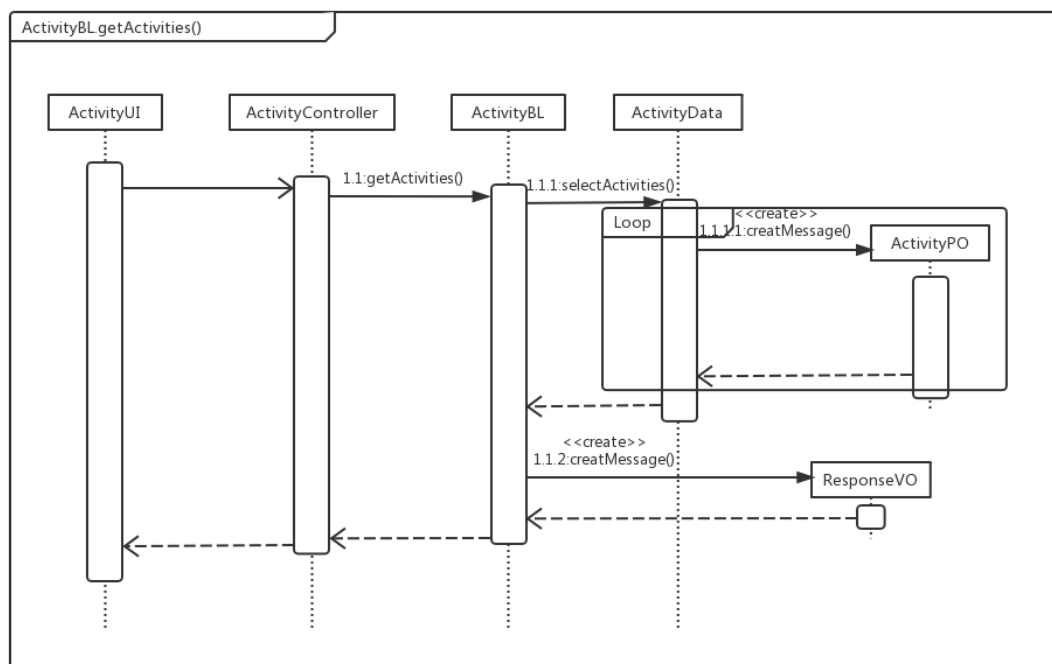 ActivityBL.getActivities()
ActivityUI
ActivityController
ActivityBL
ActivityData
1.1:getActivities()
1.1.1:selectActivities()
Loop
<<create>>
1.1.1.1:creatMessage()
ActivityPO
<<create>>
1.1.2:creatMessage()
ResponseVO